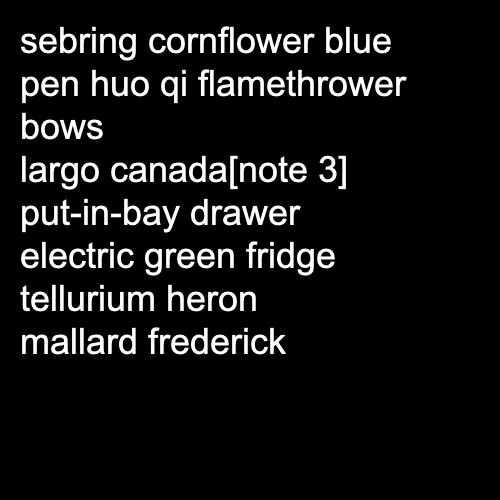 sebring cornflower blue
pen huo qi flamethrower
bows
largo canada[note 3]
put-in-bay drawer
electric green fridge
tellurium heron
mallard frederick